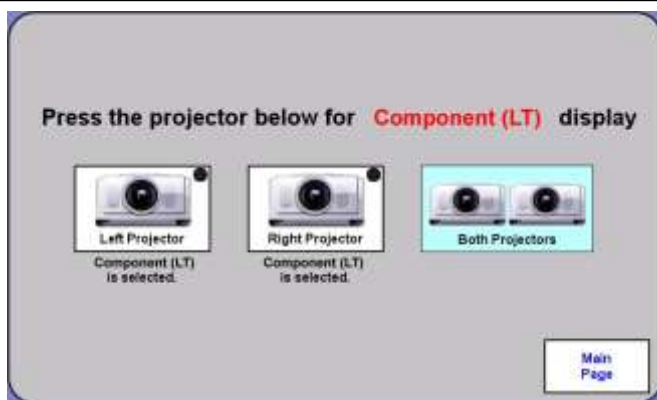 Press the projector below for Component (LT) display
Left Projector
Right Projector
Both Projectors
Component (LT)
is selected.
Component (LT)
is selected.
Main
Page